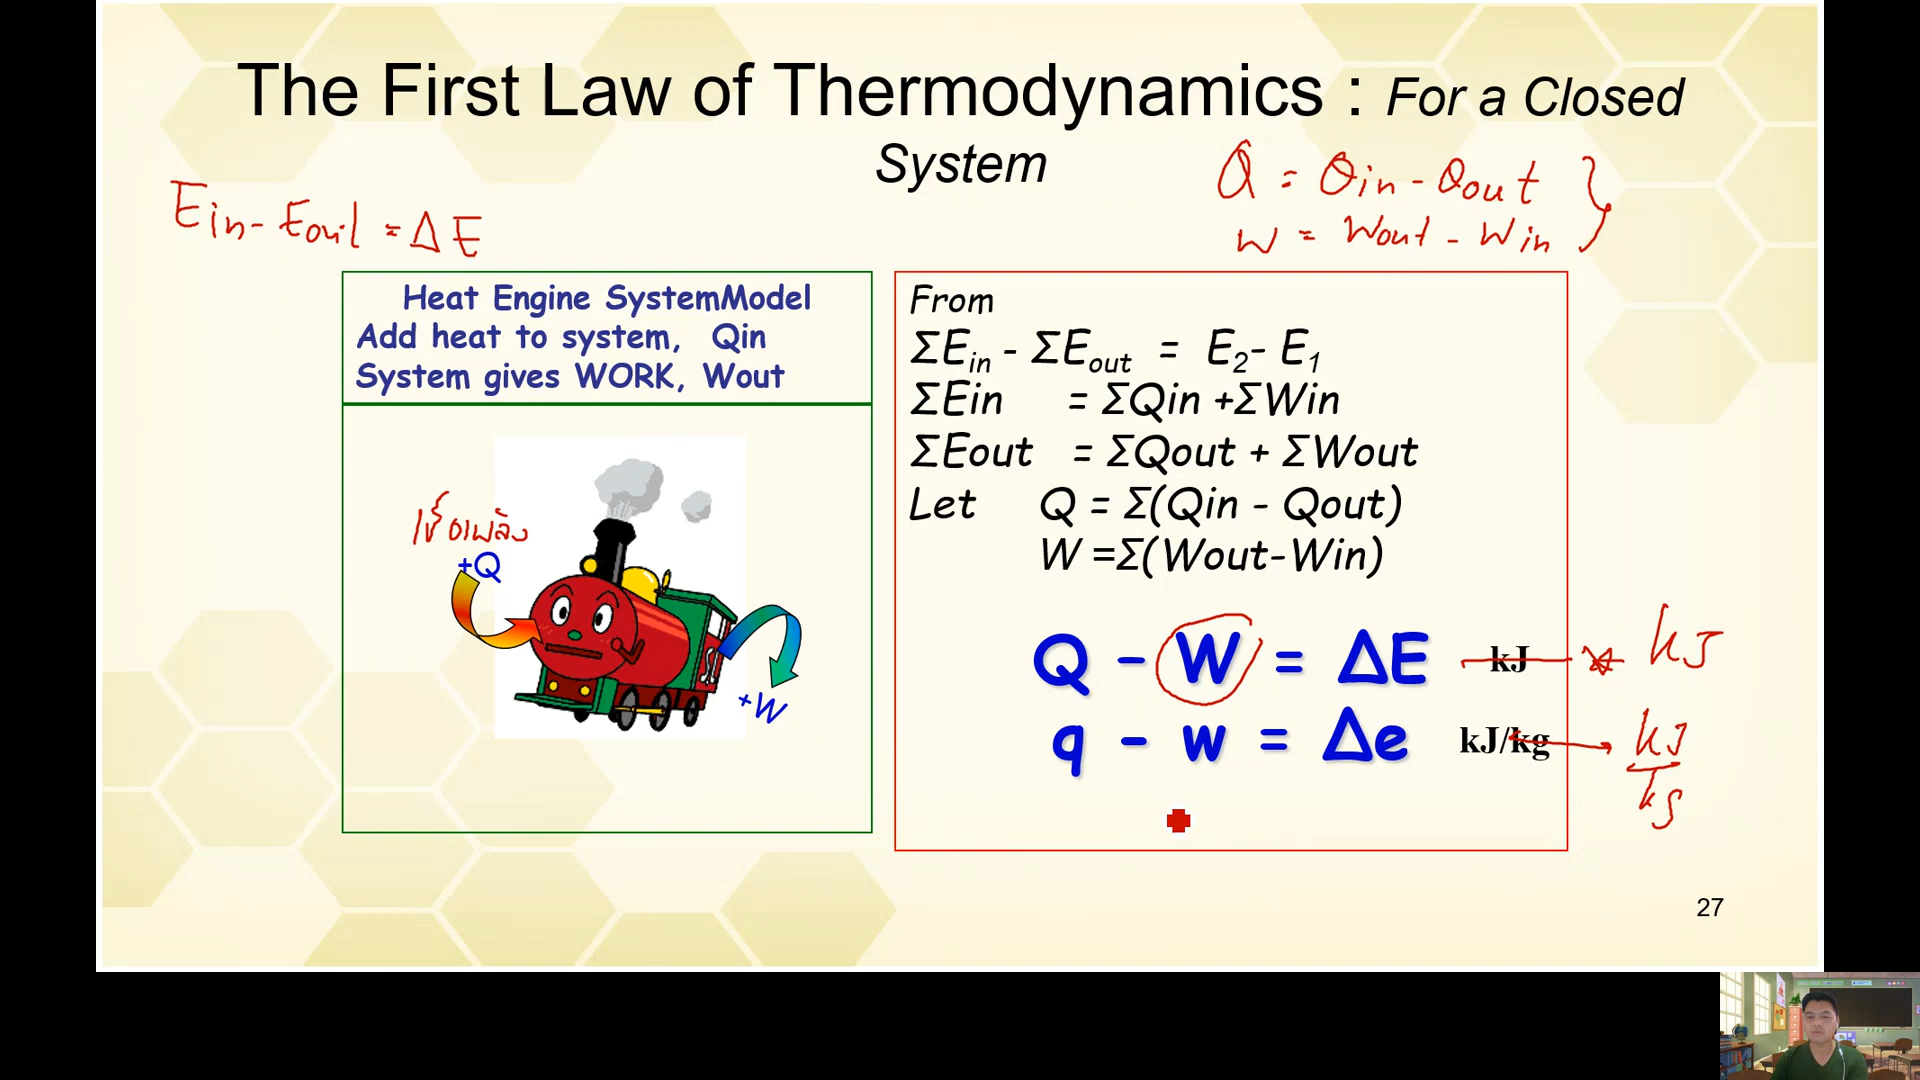 The First Law of Thermodynamics : For a Closed
System
Q = Qin - Qout
W = Wout - Win
Ein - Eout = ΔE
Heat Engine SystemModel
Add heat to system, Qin
System gives WORK, Wout
เชื้อเพลิง
+Q
+W
From
ΣEin - ΣEout = E2- E1
ΣEin = ΣQin +ΣWin
ΣEout = ΣQout + ΣWout
Let Q = Σ(Qin - Qout)
W =Σ(Wout-Win)
Q - W = ΔE kJ kJ
q - w = Δe kJ/kg kJ/kg
27